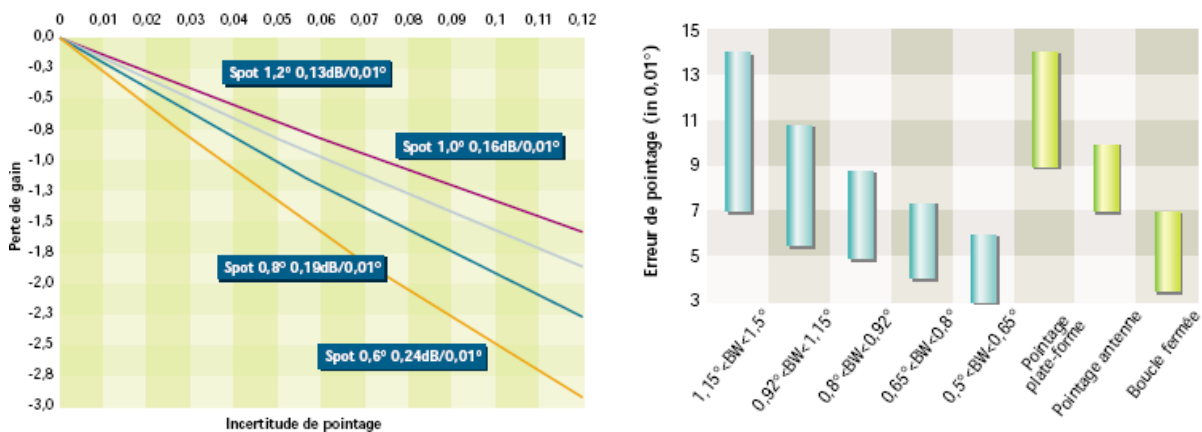 0 0,01 0,02 0,03 0,04 0,05 0,06 0,07 0,08 0,09 0,1 0,11 0,12
0,0
-0,3
-0,5
-0,8
-1,0
-1,3
-1,5
-1,8
-2,0
-2,3
-2,5
-2,8
-3,0
Perte de gain
Spot 1,2° 0,13dB/0,01°
Spot 1,0° 0,16dB/0,01°
Spot 0,8° 0,19dB/0,01°
Spot 0,6° 0,24dB/0,01°
Incertitude de pointage
Erreur de pointage (in 0,01°)
15
13
11
9
7
5
3
1,15°<BW<1,5°
0,92°<BW<1,15°
0,8°<BW<0,92°
0,65°<BW<0,8°
0,5°<BW<0,65°
Pointage
plate-forme
Pointage antenne
Boucle fermée